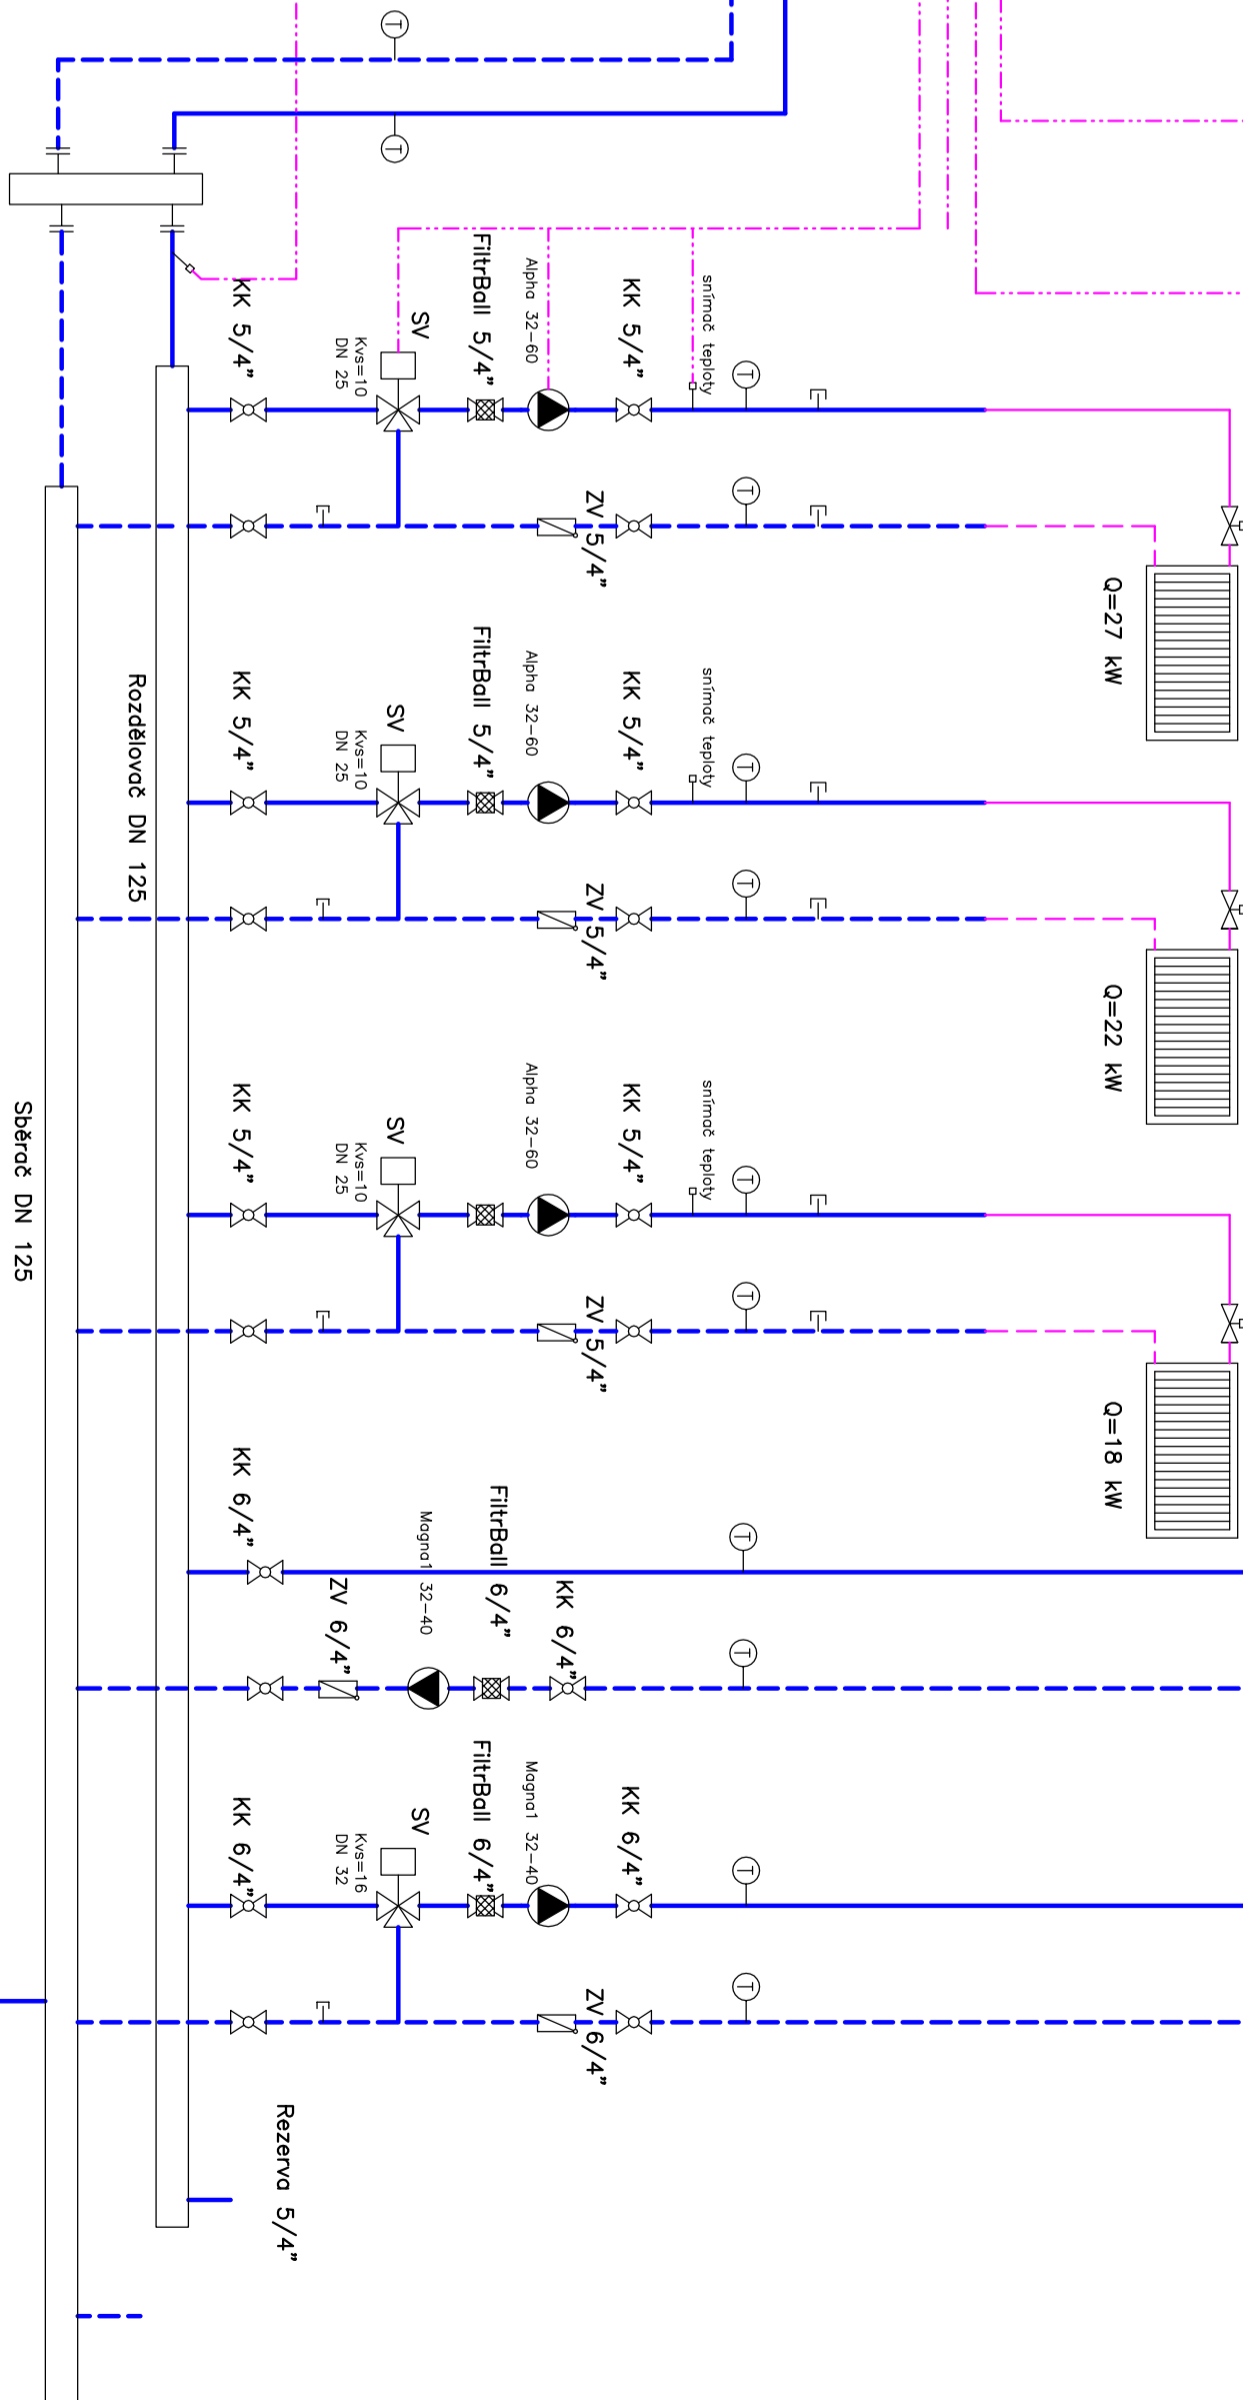 T
T
KK 5/4"
SV
Kvs=10
DN 25
FiltrBall 5/4"
Alpha 32-60
KK 5/4"
snímač teploty
T
T
ZV 5/4"
Q=27 kW
Rozdělovač DN 125
KK 5/4"
SV
Kvs=10
DN 25
FiltrBall 5/4"
Alpha 32-60
KK 5/4"
snímač teploty
T
T
ZV 5/4"
Q=22 kW
Sběrač DN 125
KK 5/4"
SV
Kvs=10
DN 25
Alpha 32-60
KK 5/4"
snímač teploty
T
T
ZV 5/4"
Q=18 kW
KK 6/4"
T
ZV 6/4"
Magna1 32-40
FiltrBall 6/4"
KK 6/4"
T
KK 6/4"
SV
Kvs=16
DN 32
FiltrBall 6/4"
Magna1 32-40
KK 6/4"
T
T
ZV 6/4"
Rezerva 5/4"